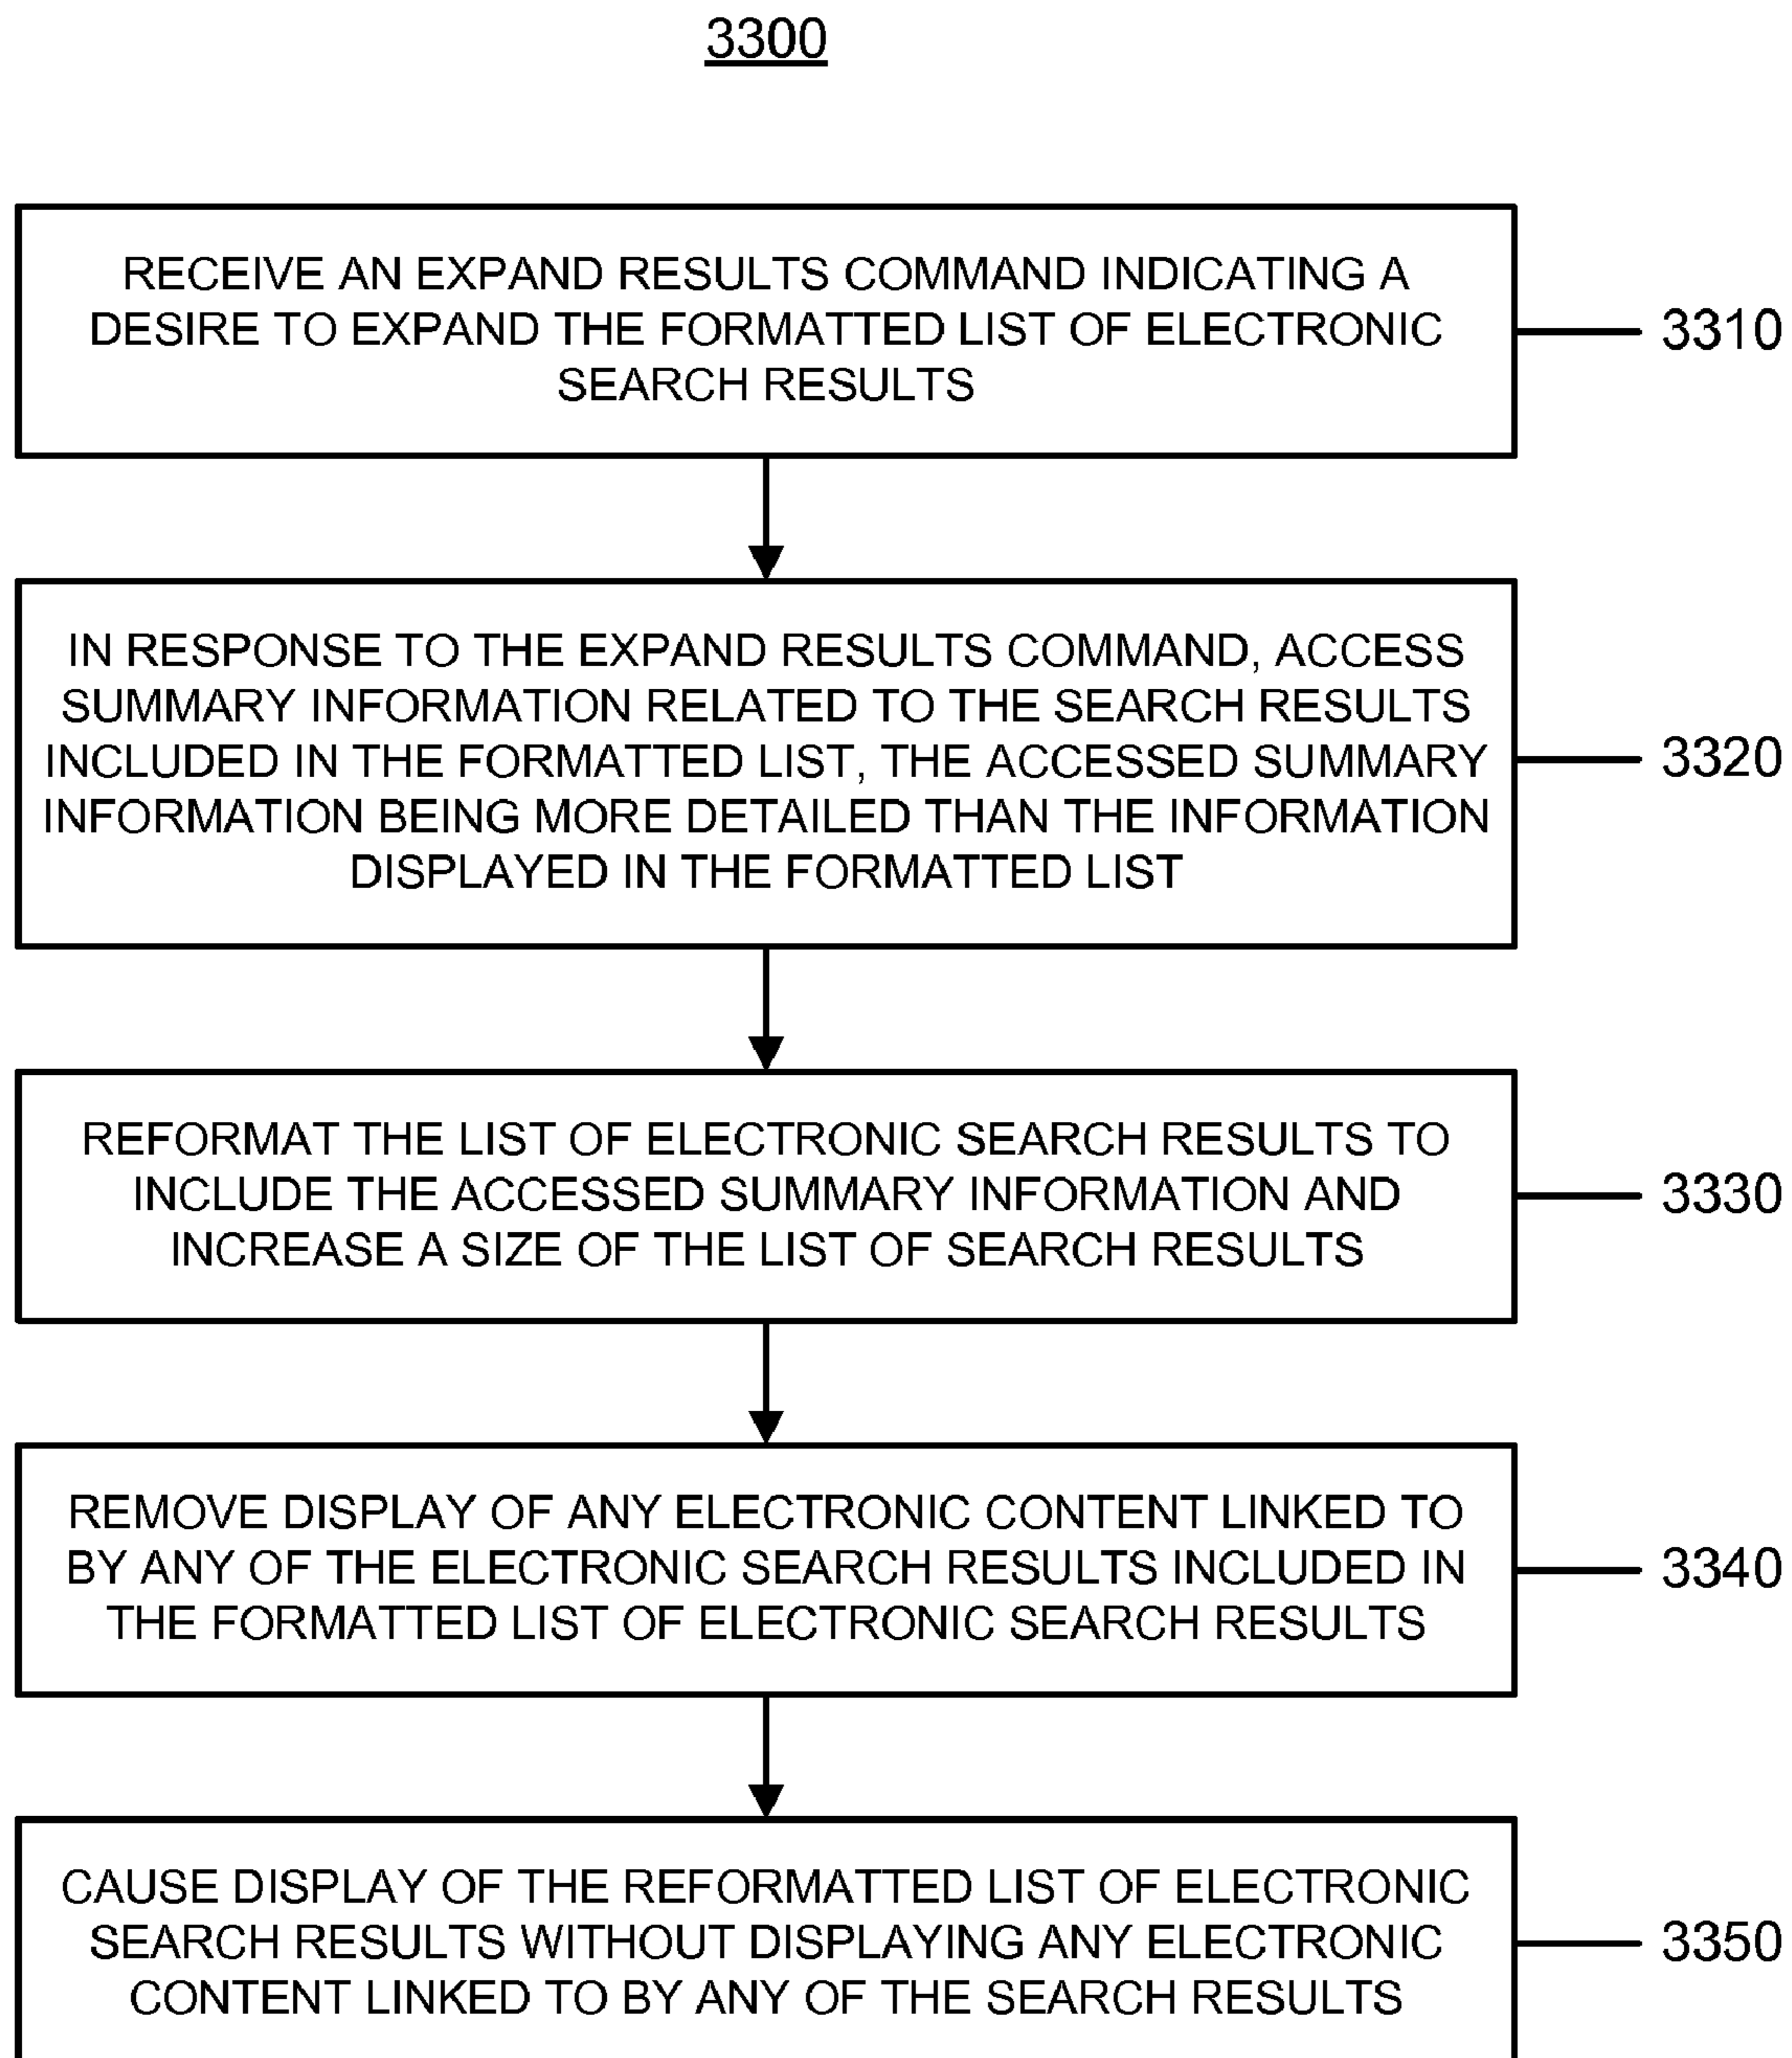 3300
RECEIVE AN EXPAND RESULTS COMMAND INDICATING A
DESIRE TO EXPAND THE FORMATTED LIST OF ELECTRONIC
SEARCH RESULTS
3310
IN RESPONSE TO THE EXPAND RESULTS COMMAND, ACCESS
SUMMARY INFORMATION RELATED TO THE SEARCH RESULTS
INCLUDED IN THE FORMATTED LIST, THE ACCESSED SUMMARY
INFORMATION BEING MORE DETAILED THAN THE INFORMATION
DISPLAYED IN THE FORMATTED LIST
3320
REFORMAT THE LIST OF ELECTRONIC SEARCH RESULTS TO
INCLUDE THE ACCESSED SUMMARY INFORMATION AND
INCREASE A SIZE OF THE LIST OF SEARCH RESULTS
3330
REMOVE DISPLAY OF ANY ELECTRONIC CONTENT LINKED TO
BY ANY OF THE ELECTRONIC SEARCH RESULTS INCLUDED IN
THE FORMATTED LIST OF ELECTRONIC SEARCH RESULTS
3340
CAUSE DISPLAY OF THE REFORMATTED LIST OF ELECTRONIC
SEARCH RESULTS WITHOUT DISPLAYING ANY ELECTRONIC
CONTENT LINKED TO BY ANY OF THE SEARCH RESULTS
3350